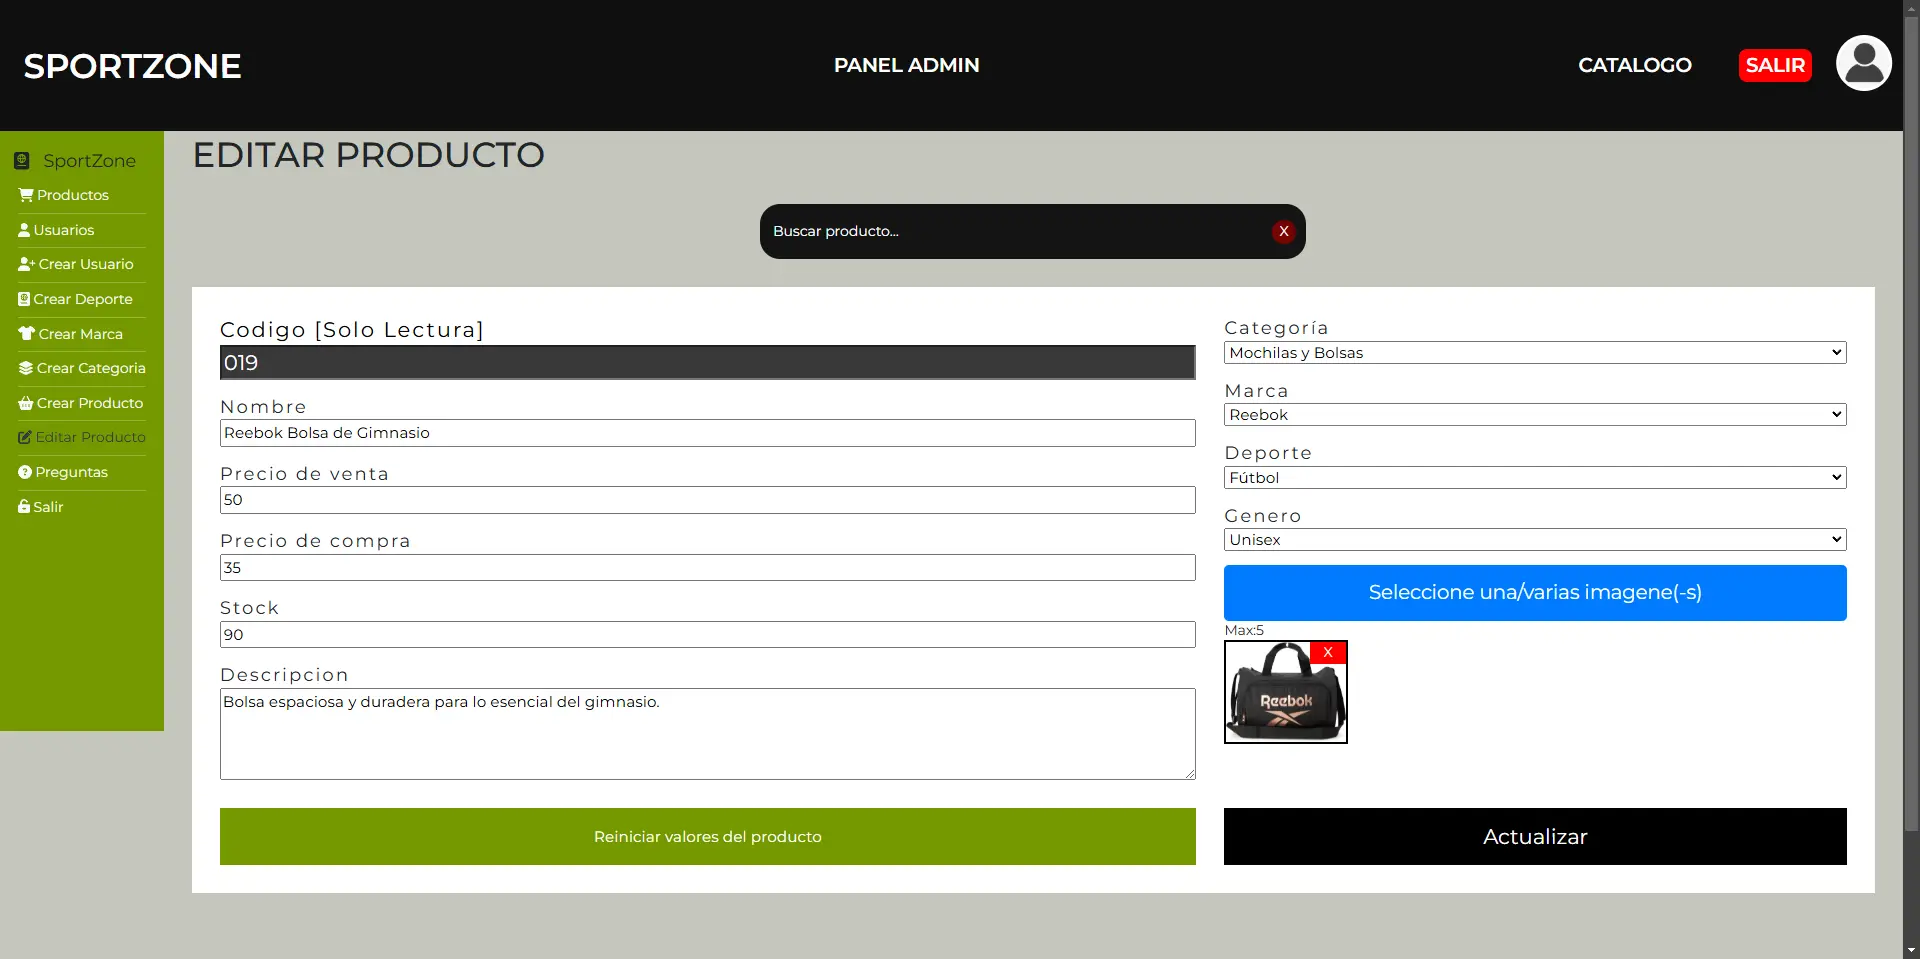 SPORTZONE
PANEL ADMIN
CATALOGO
SALIR
SportZone
Productos
Usuarios
Crear Usuario
Crear Deporte
Crear Marca
Crear Categoria
Crear Producto
Editar Producto
Preguntas
Salir
EDITAR PRODUCTO
Buscar producto...
X
Codigo [Solo Lectura]
019
Nombre
Reebok Bolsa de Gimnasio
Precio de venta
50
Precio de compra
35
Stock
90
Descripcion
Bolsa espaciosa y duradera para lo esencial del gimnasio.
Reiniciar valores del producto
Categoría
Mochilas y Bolsas
Marca
Reebok
Deporte
Fútbol
Genero
Unisex
Seleccione una/varias imagene(-s)
Max:5
X
Reebok
Actualizar